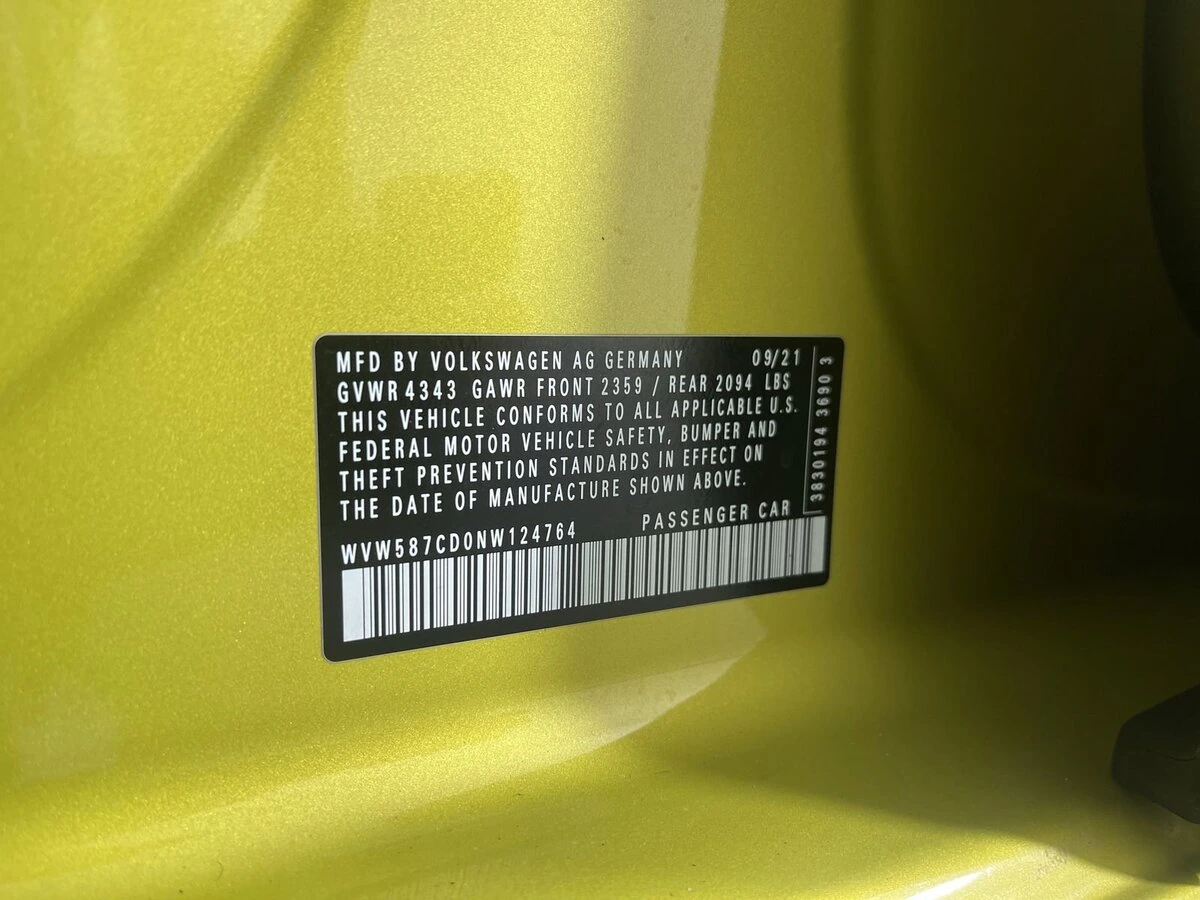 MFD BY VOLKSWAGEN AG GERMANY 09/21
GVWR 4343 GAWR FRONT 2359 / REAR 2094 LBS
THIS VEHICLE CONFORMS TO ALL APPLICABLE U.S.
FEDERAL MOTOR VEHICLE SAFETY, BUMPER AND
THEFT PREVENTION STANDARDS IN EFFECT ON
THE DATE OF MANUFACTURE SHOWN ABOVE.
WVW587CD0NW124764 PASSENGER CAR
3830194 3690 3